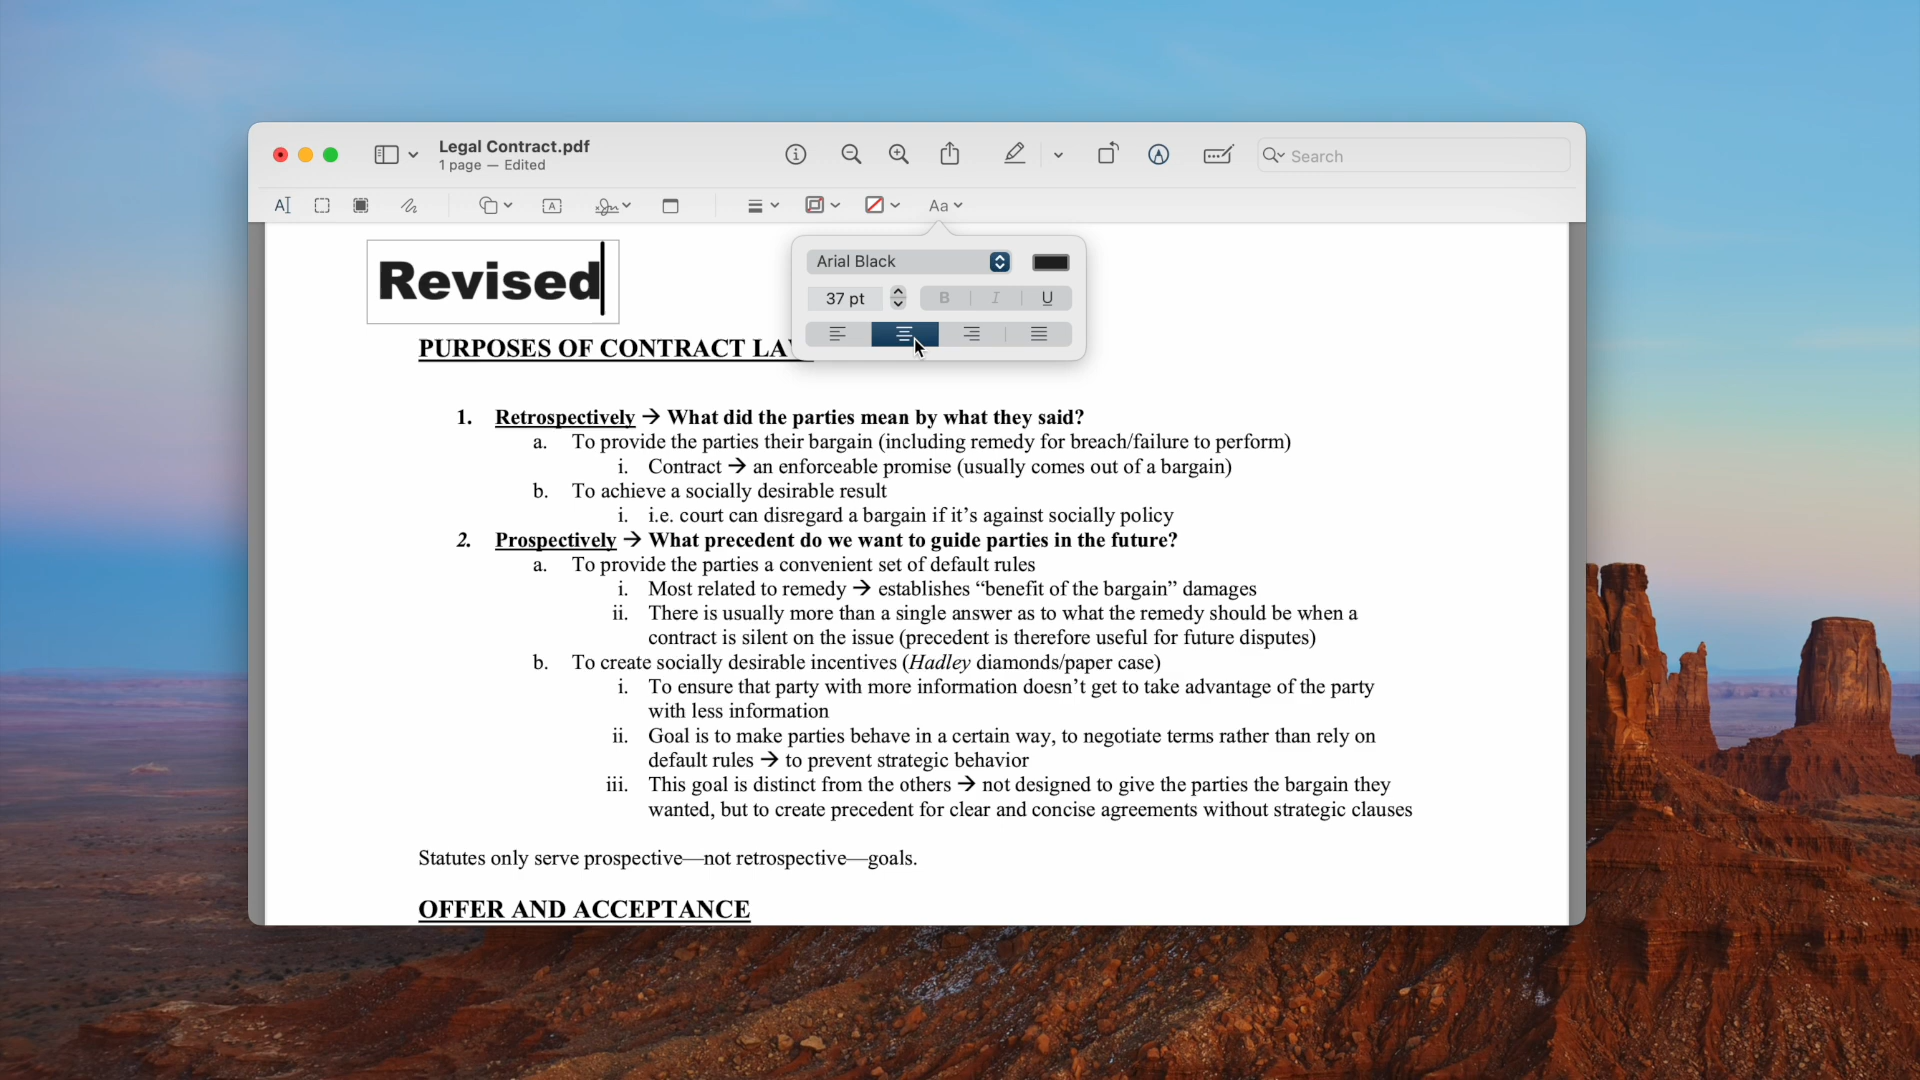 Legal Contract.pdf
1 page — Edited
Search
Aa
Revised
Arial Black
37 pt
B I U
PURPOSES OF CONTRACT LA
1. Retrospectively → What did the parties mean by what they said?
a. To provide the parties their bargain (including remedy for breach/failure to perform)
i. Contract → an enforceable promise (usually comes out of a bargain)
b. To achieve a socially desirable result
i. i.e. court can disregard a bargain if it’s against socially policy
2. Prospectively → What precedent do we want to guide parties in the future?
a. To provide the parties a convenient set of default rules
i. Most related to remedy → establishes “benefit of the bargain” damages
ii. There is usually more than a single answer as to what the remedy should be when a
contract is silent on the issue (precedent is therefore useful for future disputes)
b. To create socially desirable incentives (Hadley diamonds/paper case)
i. To ensure that party with more information doesn’t get to take advantage of the party
with less information
ii. Goal is to make parties behave in a certain way, to negotiate terms rather than rely on
default rules → to prevent strategic behavior
iii. This goal is distinct from the others → not designed to give the parties the bargain they
wanted, but to create precedent for clear and concise agreements without strategic clauses
Statutes only serve prospective—not retrospective—goals.
OFFER AND ACCEPTANCE